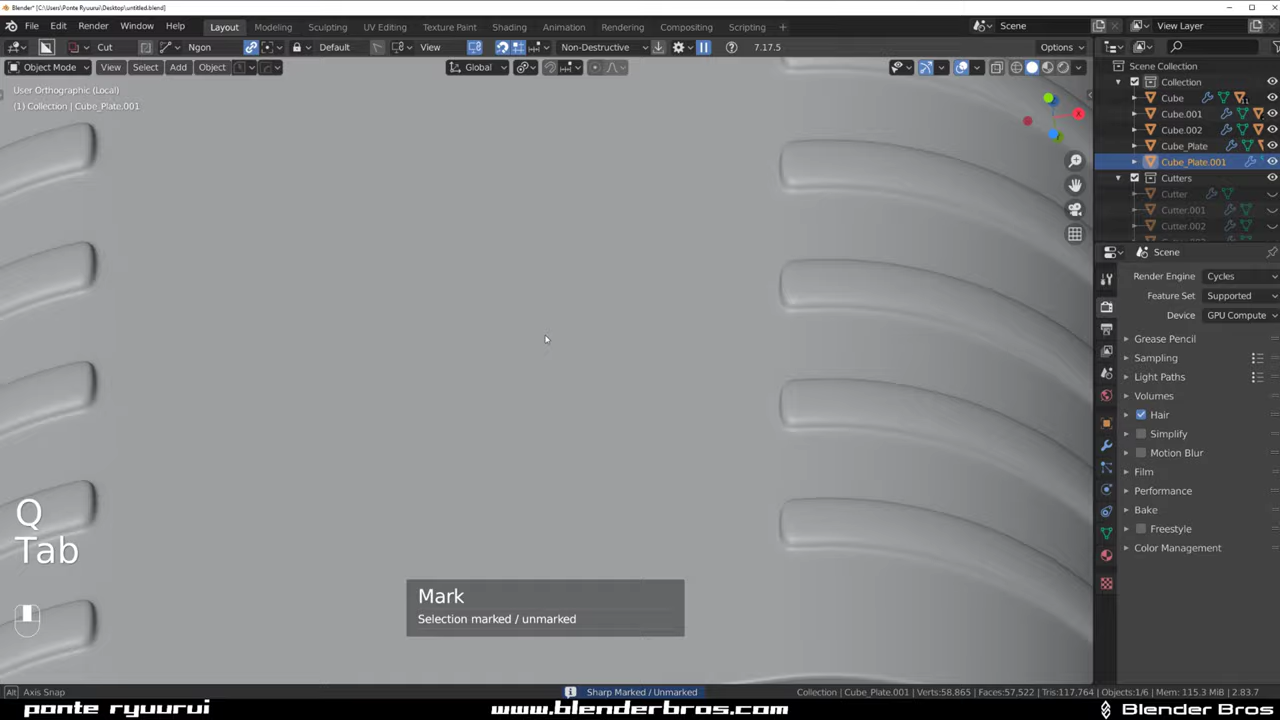 Blender* [C:\Users\Ponte Ryuurui\Desktop\untitled.blend]
File Edit Render Window Help Layout Modeling Sculpting UV Editing Texture Paint Shading Animation Rendering Compositing Scripting + Scene View Layer
Cut Ngon Default View Non-Destructive 7.17.5 Options
Object Mode View Select Add Object Global
User Orthographic (Local)
(1) Collection | Cube_Plate.001
Scene Collection
Collection
Cube
Cube.001
Cube.002
Cube_Plate
Cube_Plate.001
Cutters
Cutter
Cutter.001
Cutter.002
Scene
Render Engine Cycles
Feature Set Supported
Device GPU Compute
Grease Pencil
Sampling
Light Paths
Volumes
Hair
Simplify
Motion Blur
Film
Performance
Bake
Freestyle
Color Management
Q
Tab
Mark
Selection marked / unmarked
Alt Axis Snap Sharp Marked / Unmarked Collection | Cube_Plate.001 | Verts:58,865 | Faces:57,522 | Tris:117,764 | Objects:1/6 | Mem: 115.3 MiB | 2.83.7
ponte ryuurui www.blenderbros.com Blender Bros